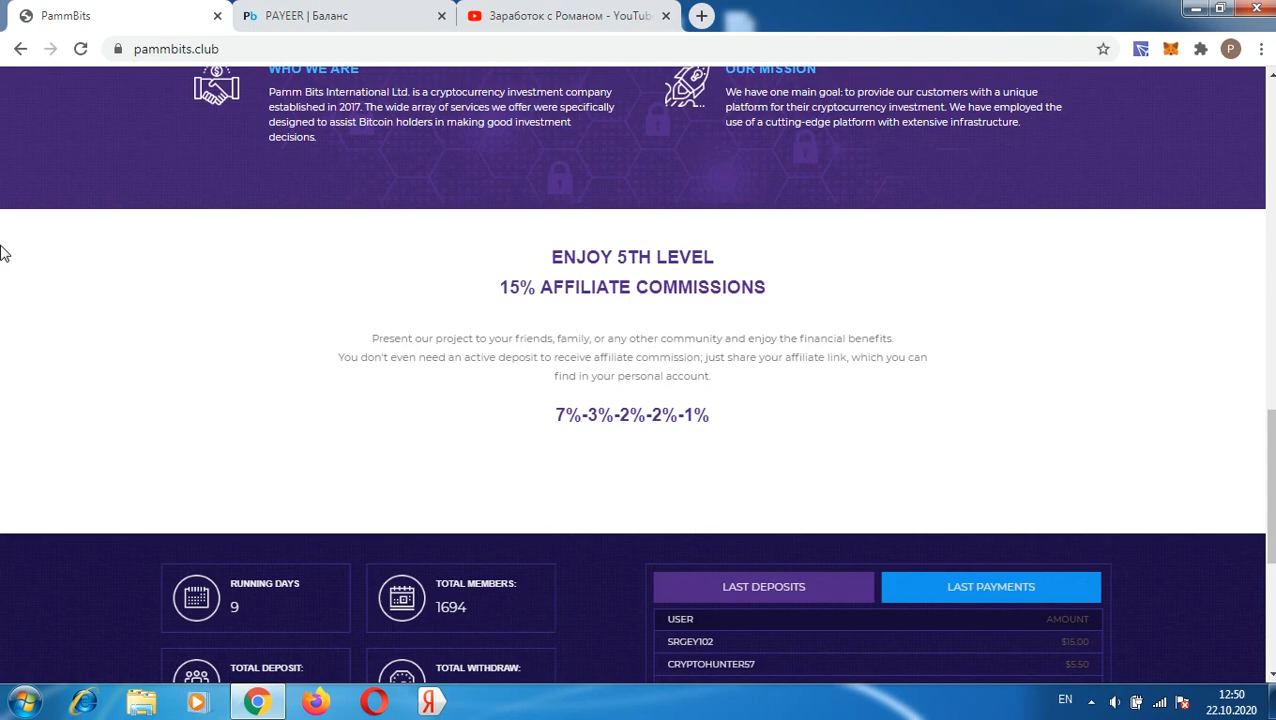 PammBits
PAYEER | Баланс
Заработок с Романом - YouTube
pammbits.club
P
WHO WE ARE
Pamm Bits International Ltd. is a cryptocurrency investment company
established in 2017. The wide array of services we offer were specifically
designed to assist Bitcoin holders in making good investment
decisions.
OUR MISSION
We have one main goal: to provide our customers with a unique
platform for their cryptocurrency investment. We have employed the
use of a cutting-edge platform with extensive infrastructure.
ENJOY 5TH LEVEL
15% AFFILIATE COMMISSIONS
Present our project to your friends, family, or any other community and enjoy the financial benefits.
You don't even need an active deposit to receive affiliate commission; just share your affiliate link, which you can
find in your personal account.
7%-3%-2%-2%-1%
RUNNING DAYS
9
TOTAL MEMBERS:
1694
TOTAL DEPOSIT:
TOTAL WITHDRAW:
LAST DEPOSITS
LAST PAYMENTS
USER AMOUNT
SRGEY102 $15.00
CRYPTOHUNTER57 $5.50
EN
12:50
22.10.2020